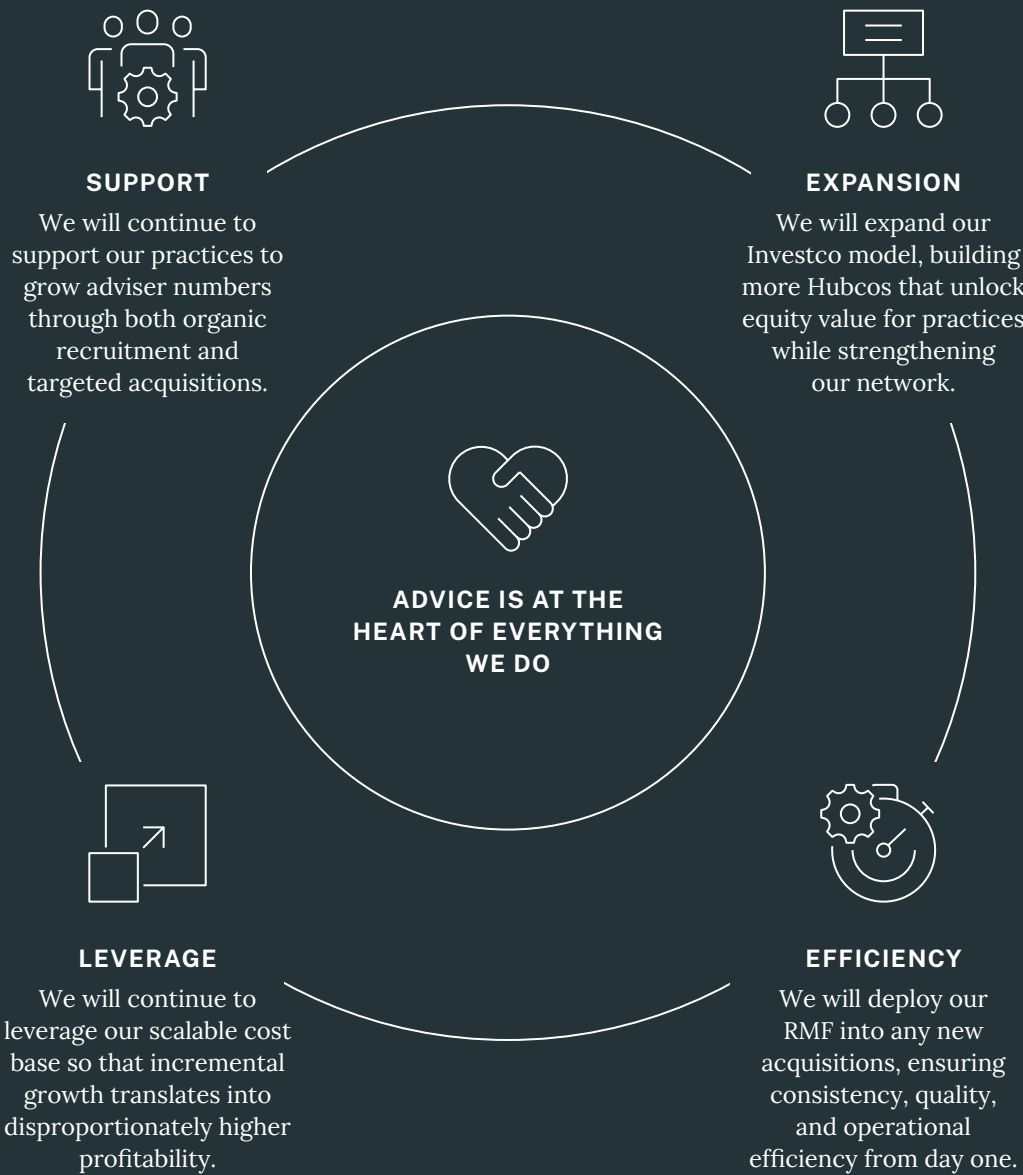 SUPPORT
We will continue to
support our practices to
grow adviser numbers
through both organic
recruitment and
targeted acquisitions.
EXPANSION
We will expand our
Investco model, building
more Hubcos that unlock
equity value for practices
while strengthening
our network.
ADVICE IS AT THE
HEART OF EVERYTHING
WE DO
LEVERAGE
We will continue to
leverage our scalable cost
base so that incremental
growth translates into
disproportionately higher
profitability.
EFFICIENCY
We will deploy our
RMF into any new
acquisitions, ensuring
consistency, quality,
and operational
efficiency from day one.